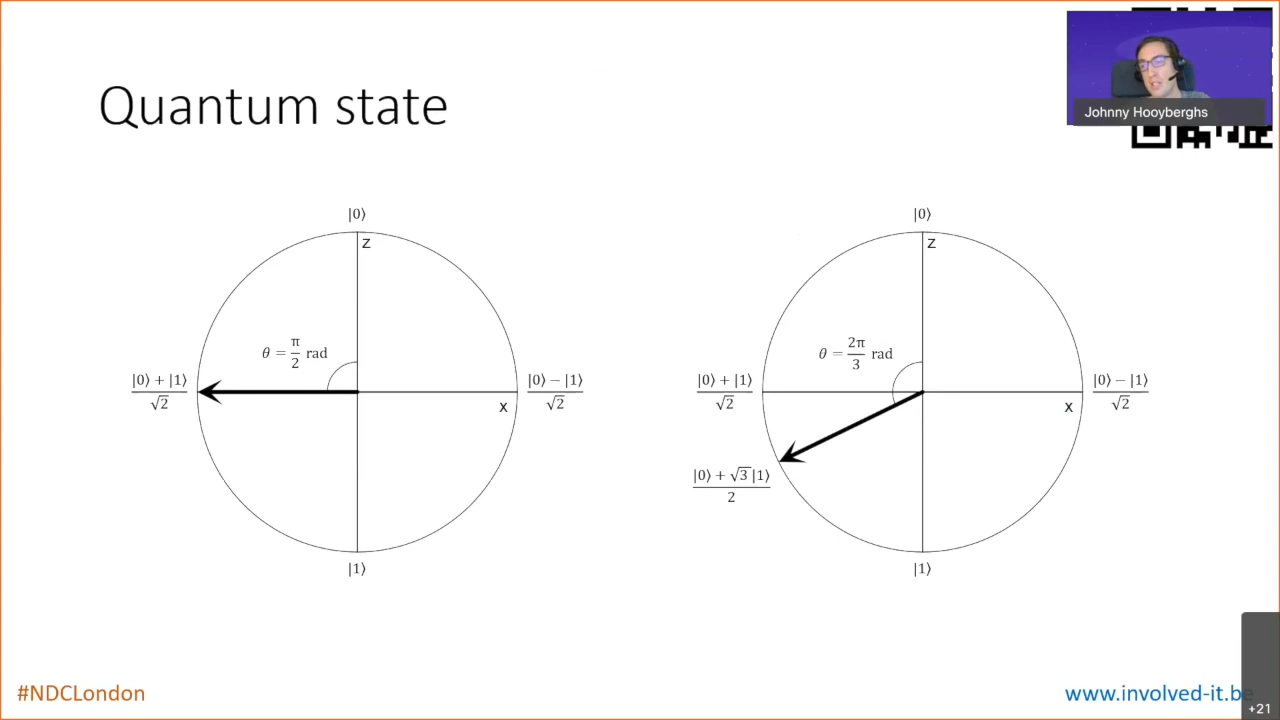 Quantum state
Johnny Hooyberghs
|0⟩
z
θ = π/2 rad
|0⟩ + |1⟩ / √2
|0⟩ − |1⟩ / √2
x
|1⟩
|0⟩
z
θ = 2π/3 rad
|0⟩ + |1⟩ / √2
|0⟩ − |1⟩ / √2
x
|0⟩ + √3 |1⟩ / 2
|1⟩
#NDCLondon
www.involved-it.be
+21